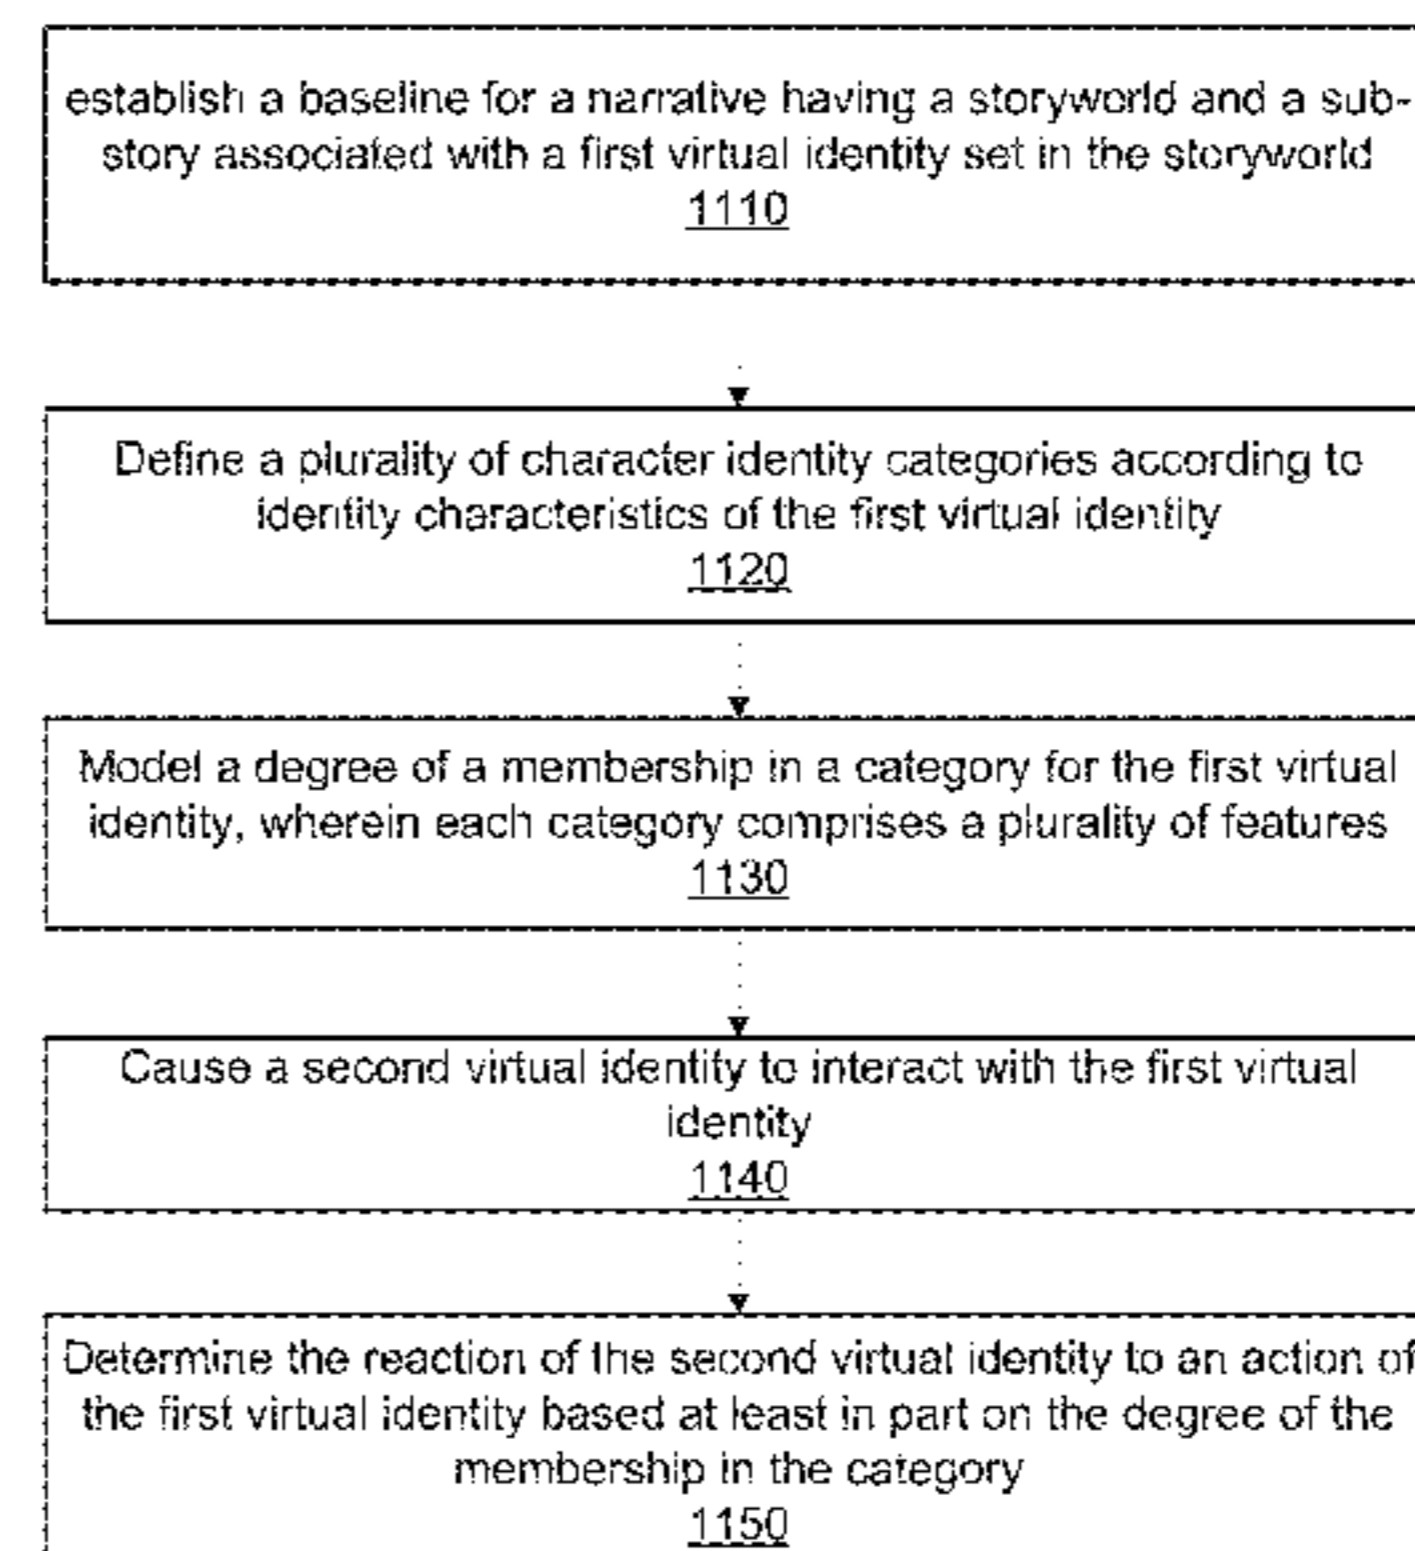 establish a baseline for a narrative having a storyworld and a sub-
story associated with a first virtual identity set in the storyworld
1110
Define a plurality of character identity categories according to
identity characteristics of the first virtual identity
1120
Model a degree of a membership in a category for the first virtual
identity, wherein each category comprises a plurality of features
1130
Cause a second virtual identity to interact with the first virtual
identity
1140
Determine the reaction of the second virtual identity to an action of
the first virtual identity based at least in part on the degree of the
membership in the category
1150